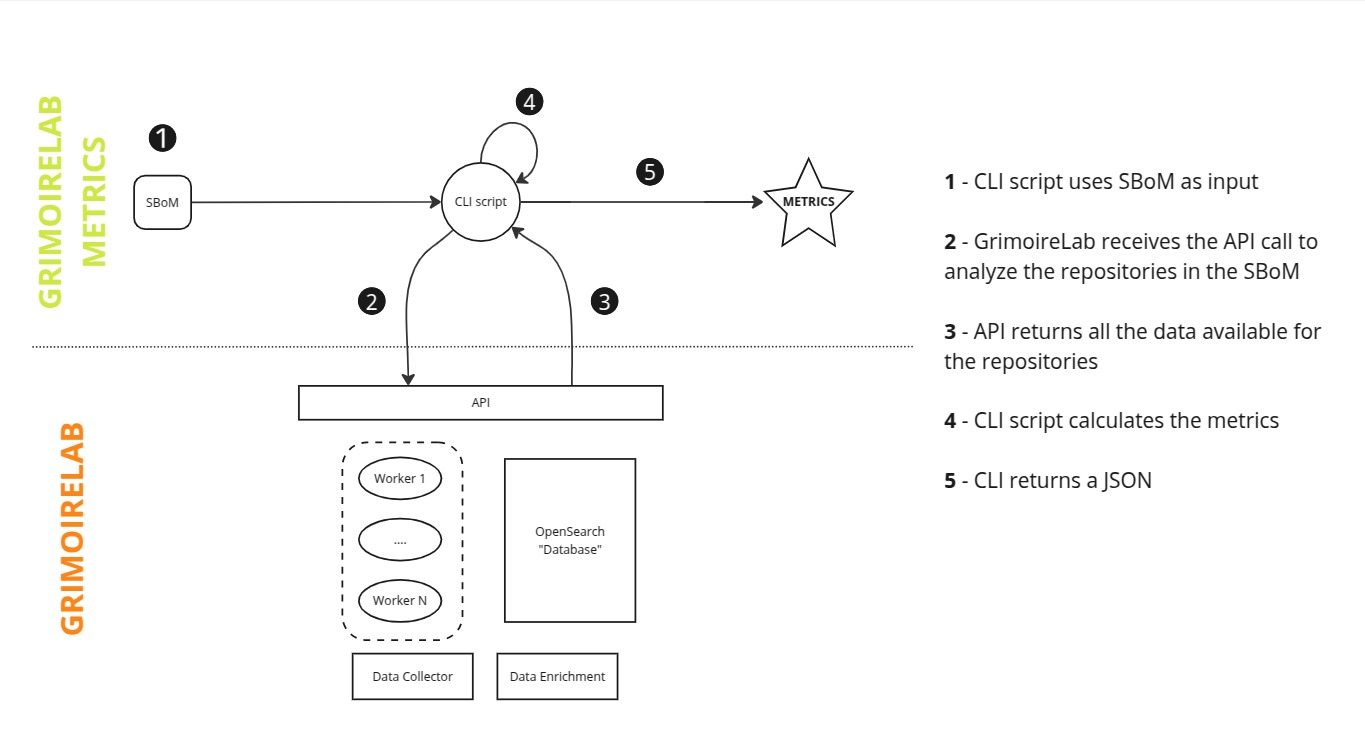 GRIMOIRELAB
METRICS
1
SBoM
4
CLI script
5
METRICS
2
3
API
GRIMOIRELAB
Worker 1
....
Worker N
OpenSearch
"Database"
Data Collector
Data Enrichment
1 - CLI script uses SBoM as input
2 - GrimoireLab receives the API call to
analyze the repositories in the SBoM
3 - API returns all the data available for
the repositories
4 - CLI script calculates the metrics
5 - CLI returns a JSON